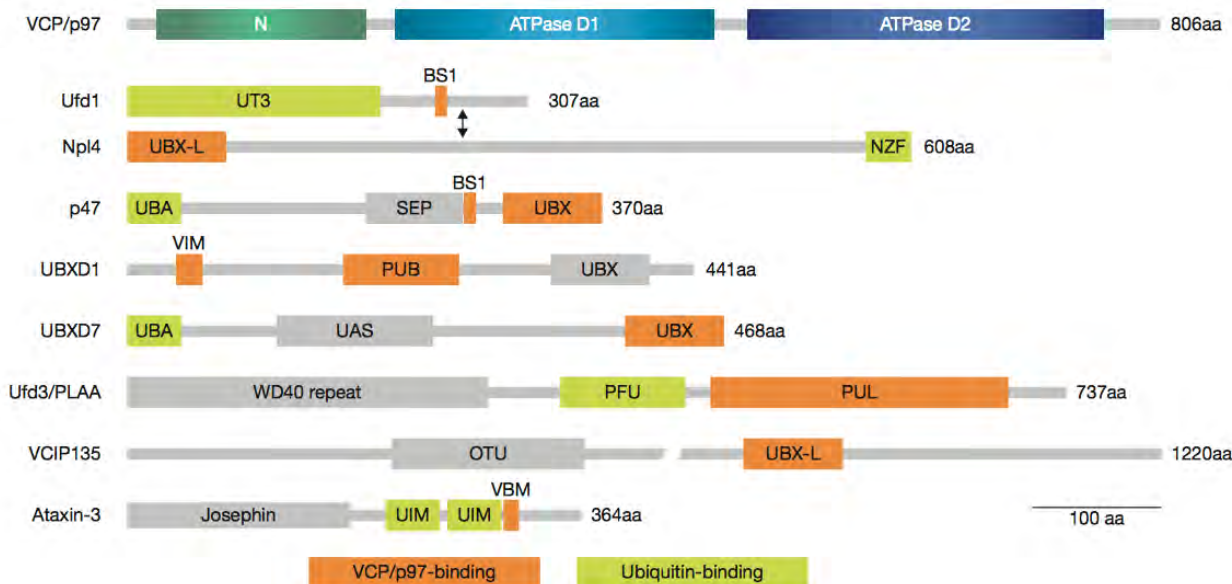 VCP/p97 N ATPase D1 ATPase D2 806aa
BS1
Ufd1 UT3 307aa
Npl4 UBX-L NZF 608aa
BS1
p47 UBA SEP UBX 370aa
VIM
UBXD1 PUB UBX 441aa
UBXD7 UBA UAS UBX 468aa
Ufd3/PLAA WD40 repeat PFU PUL 737aa
VCIP135 OTU UBX-L 1220aa
VBM
Ataxin-3 Josephin UIM UIM 364aa
100 aa
VCP/p97-binding Ubiquitin-binding